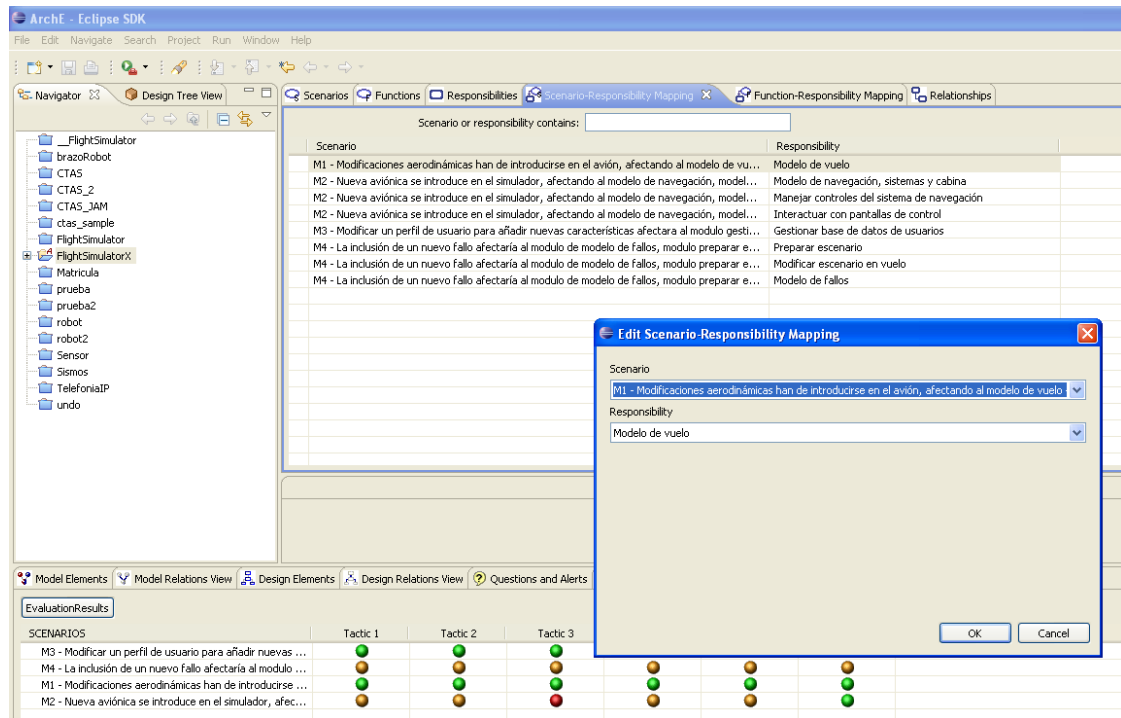 ArchE - Eclipse SDK
File Edit Navigate Search Project Run Window Help
Navigator Design Tree View
Scenarios Functions Responsibilities Scenario-Responsibility Mapping Function-Responsibility Mapping Relationships
Scenario or responsibility contains:
__FlightSimulator
brazoRobot
CTAS
CTAS_2
CTAS_JAM
ctas_sample
FlightSimulator
FlightSimulatorX
Matricula
prueba
prueba2
robot
robot2
Sensor
Sismos
TelefoniaIP
undo
Scenario Responsibility
M1 - Modificaciones aerodinámicas han de introducirse en el avión, afectando al modelo de vu... Modelo de vuelo
M2 - Nueva aviónica se introduce en el simulador, afectando al modelo de navegación, model... Modelo de navegación, sistemas y cabina
M2 - Nueva aviónica se introduce en el simulador, afectando al modelo de navegación, model... Manejar controles del sistema de navegación
M2 - Nueva aviónica se introduce en el simulador, afectando al modelo de navegación, model... Interactuar con pantallas de control
M3 - Modificar un perfil de usuario para añadir nuevas características afectara al modulo gesti... Gestionar base de datos de usuarios
M4 - La inclusión de un nuevo fallo afectaría al modulo de modelo de fallos, modulo preparar e... Preparar escenario
M4 - La inclusión de un nuevo fallo afectaría al modulo de modelo de fallos, modulo preparar e... Modificar escenario en vuelo
M4 - La inclusión de un nuevo fallo afectaría al modulo de modelo de fallos, modulo preparar e... Modelo de fallos
Edit Scenario-Responsibility Mapping
Scenario
M1 - Modificaciones aerodinámicas han de introducirse en el avión, afectando al modelo de vuelo
Responsibility
Modelo de vuelo
OK Cancel
Model Elements Model Relations View Design Elements Design Relations View Questions and Alerts
EvaluationResults
SCENARIOS Tactic 1 Tactic 2 Tactic 3
M3 - Modificar un perfil de usuario para añadir nuevas ...
M4 - La inclusión de un nuevo fallo afectaría al modulo ...
M1 - Modificaciones aerodinámicas han de introducirse ...
M2 - Nueva aviónica se introduce en el simulador, afec...